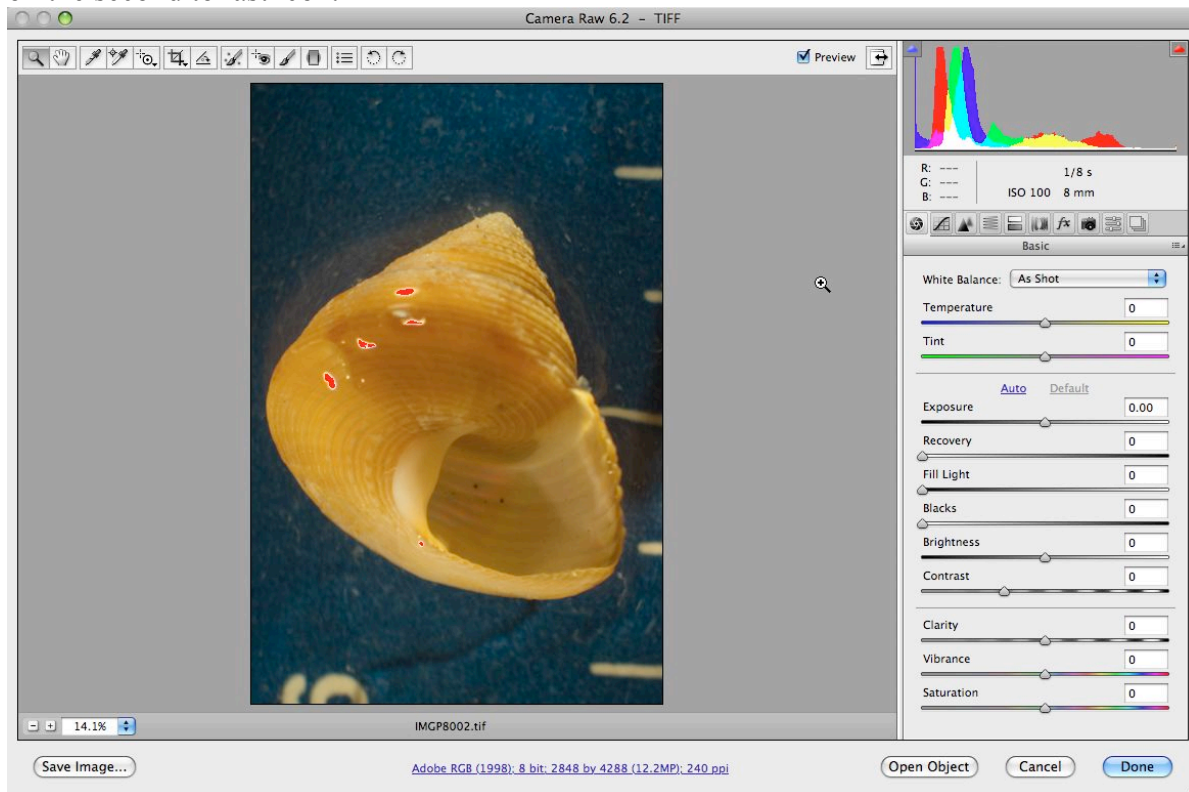 Camera Raw 6.2 – TIFF
Preview
R: ---
G: ---
B: ---
1/8 s
ISO 100 8 mm
fx
Basic
White Balance: As Shot
Temperature 0
Tint 0
Auto Default
Exposure 0.00
Recovery 0
Fill Light 0
Blacks 0
Brightness 0
Contrast 0
Clarity 0
Vibrance 0
Saturation 0
14.1%
IMGP8002.tif
Save Image...
Adobe RGB (1998); 8 bit; 2848 by 4288 (12.2MP); 240 ppi
Open Object
Cancel
Done